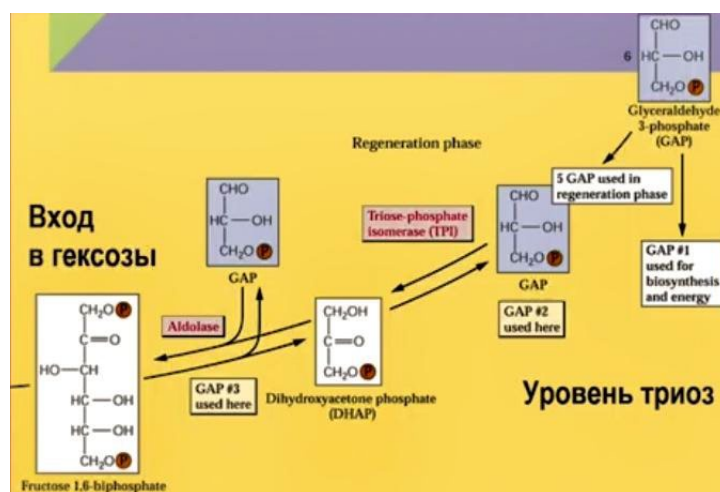 CHO
6 HC—OH
CH₂O P
Glyceraldehyde
3-phosphate
(GAP)
Regeneration phase
5 GAP used in
regeneration phase
CHO
HC—OH
CH₂O P
GAP
Вход
в гексозы
Triose-phosphate
isomerase (TPI)
CHO
HC—OH
CH₂O P
GAP
GAP #1
used for
biosynthesis
and energy
GAP #2
used here
Aldolase
CH₂OH
C=O
CH₂O P
Dihydroxyacetone phosphate
(DHAP)
GAP #3
used here
CH₂O P
C=O
HO—CH
HC—OH
HC—OH
CH₂O P
Fructose 1,6-biphosphate
Уровень триоз